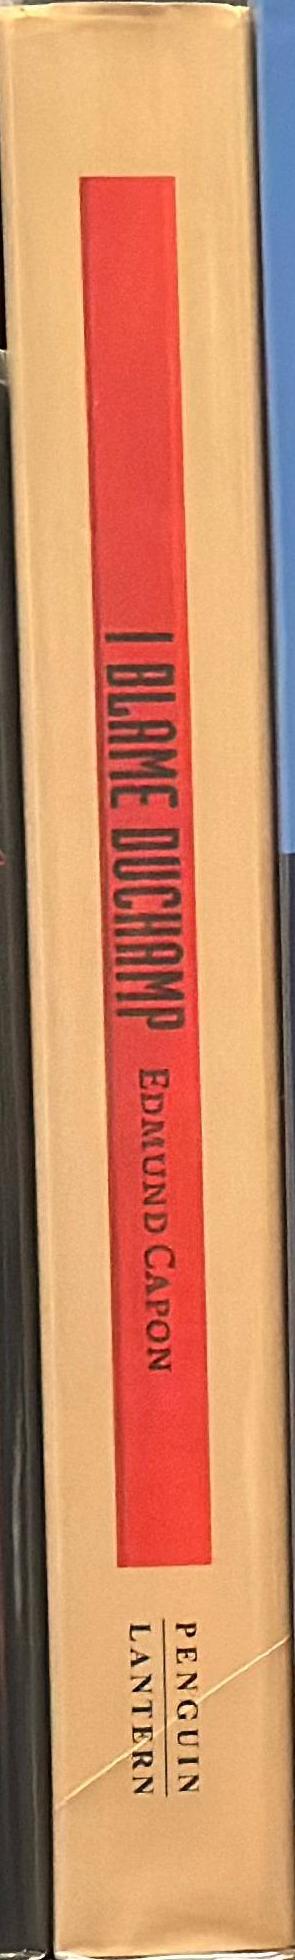 I BLAME DUCHAMP EDMUND CAPON
PENGUIN
LANTERN